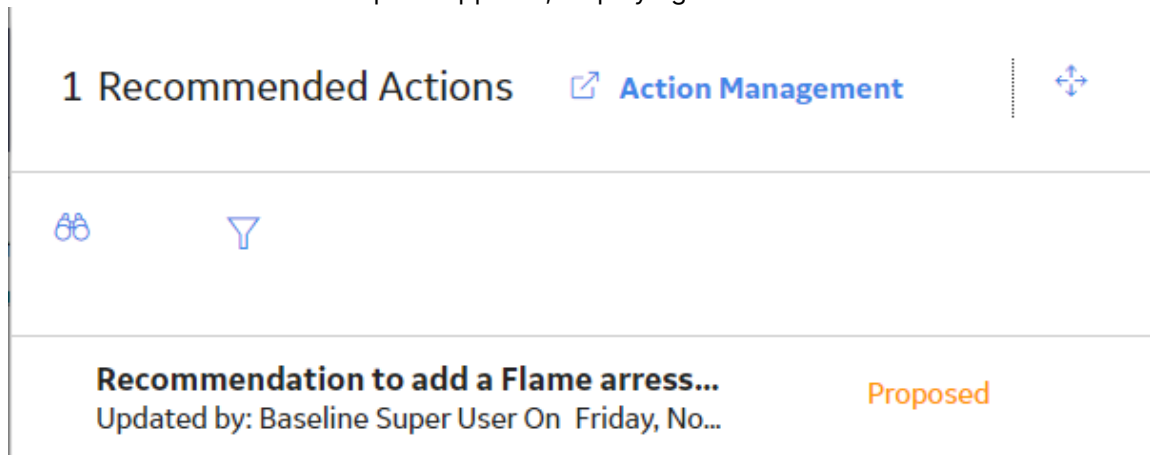 1 Recommended Actions Action Management
Recommendation to add a Flame arress...
Proposed
Updated by: Baseline Super User On Friday, No...